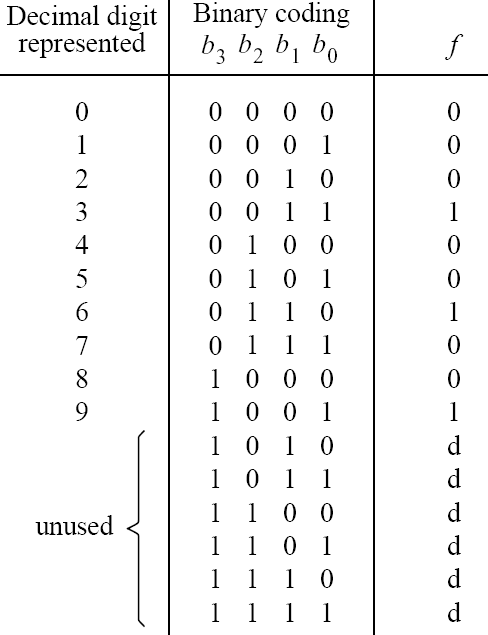 Decimal digit represented Binary coding
b3 b2 b1 b0 f
0 0 0 0 0 0
1 0 0 0 1 0
2 0 0 1 0 0
3 0 0 1 1 1
4 0 1 0 0 0
5 0 1 0 1 0
6 0 1 1 0 1
7 0 1 1 1 0
8 1 0 0 0 0
9 1 0 0 1 1
1 0 1 0 d
1 0 1 1 d
1 1 0 0 d
unused 1 1 0 1 d
1 1 1 0 d
1 1 1 1 d